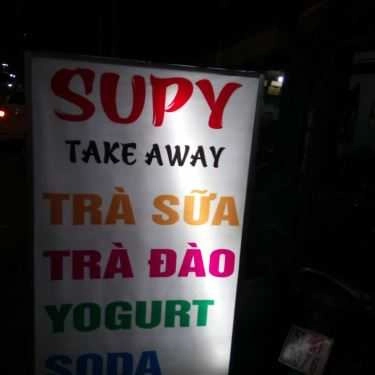 SUPY
TAKE AWAY
TRÀ SỮA
TRÀ ĐÀO
YOGURT
SODA